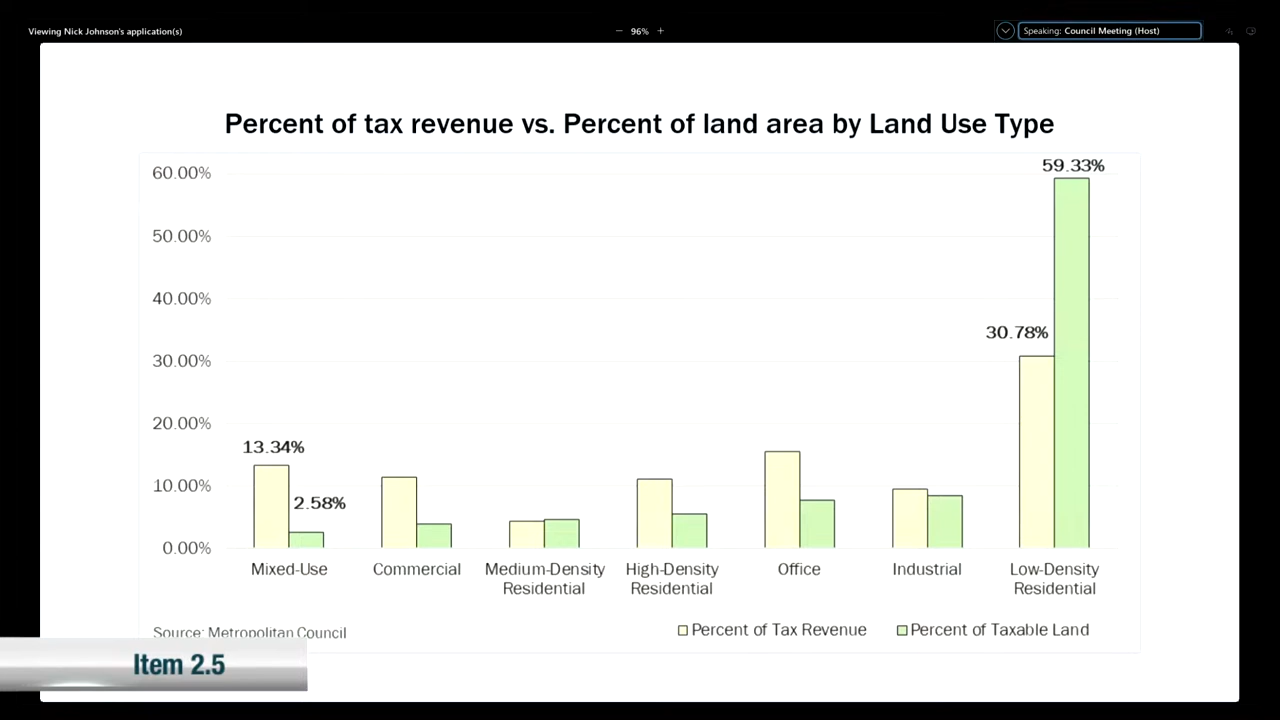 Viewing Nick Johnson's application(s)
96%
Speaking: Council Meeting (Host)
Percent of tax revenue vs. Percent of land area by Land Use Type
60.00%
50.00%
40.00%
30.00%
20.00%
10.00%
0.00%
13.34%
2.58%
30.78%
59.33%
Mixed-Use
Commercial
Medium-Density
Residential
High-Density
Residential
Office
Industrial
Low-Density
Residential
Source: Metropolitan Council
Percent of Tax Revenue
Percent of Taxable Land
Item 2.5